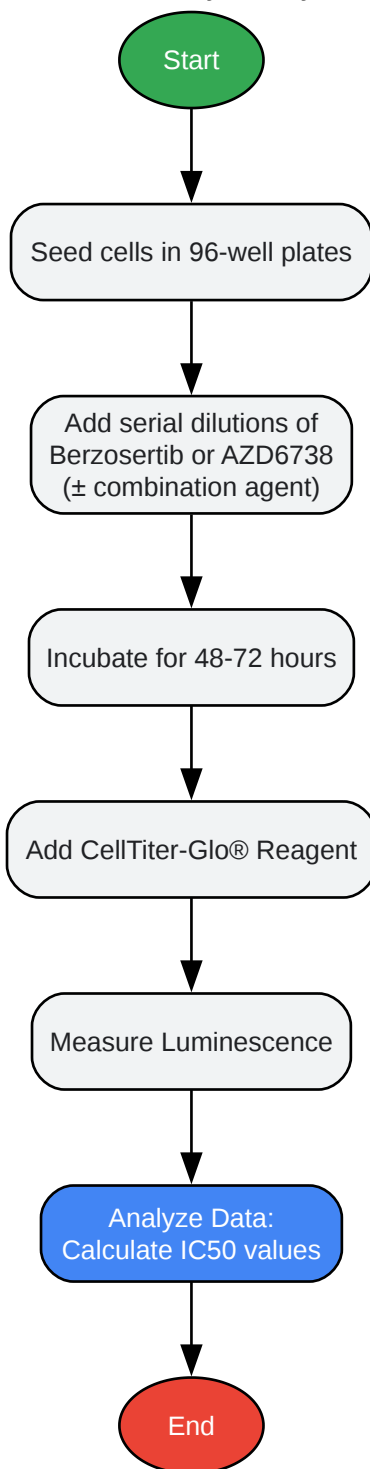 Start
Seed cells in 96-well plates
Add serial dilutions of
Berzosertib or AZD6738
(± combination agent)
Incubate for 48-72 hours
Add CellTiter-Glo® Reagent
Measure Luminescence
Analyze Data:
Calculate IC50 values
End